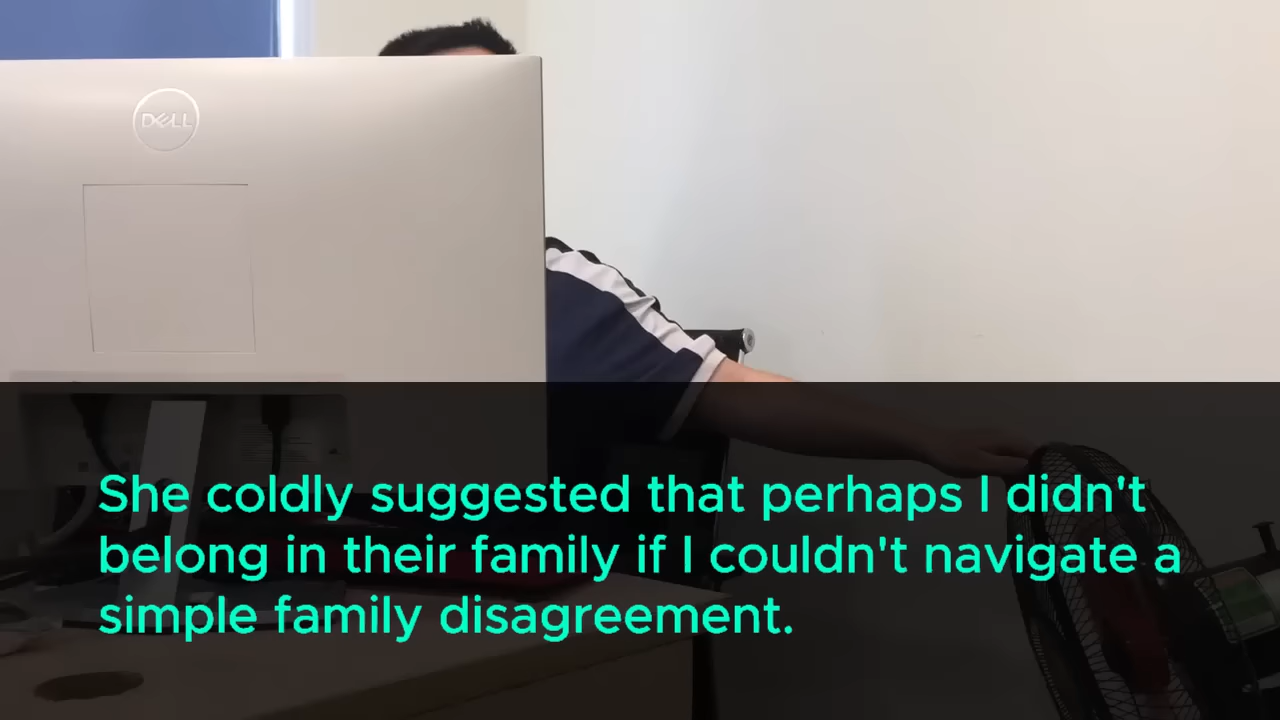 DELL
She coldly suggested that perhaps I didn't
belong in their family if I couldn't navigate a
simple family disagreement.